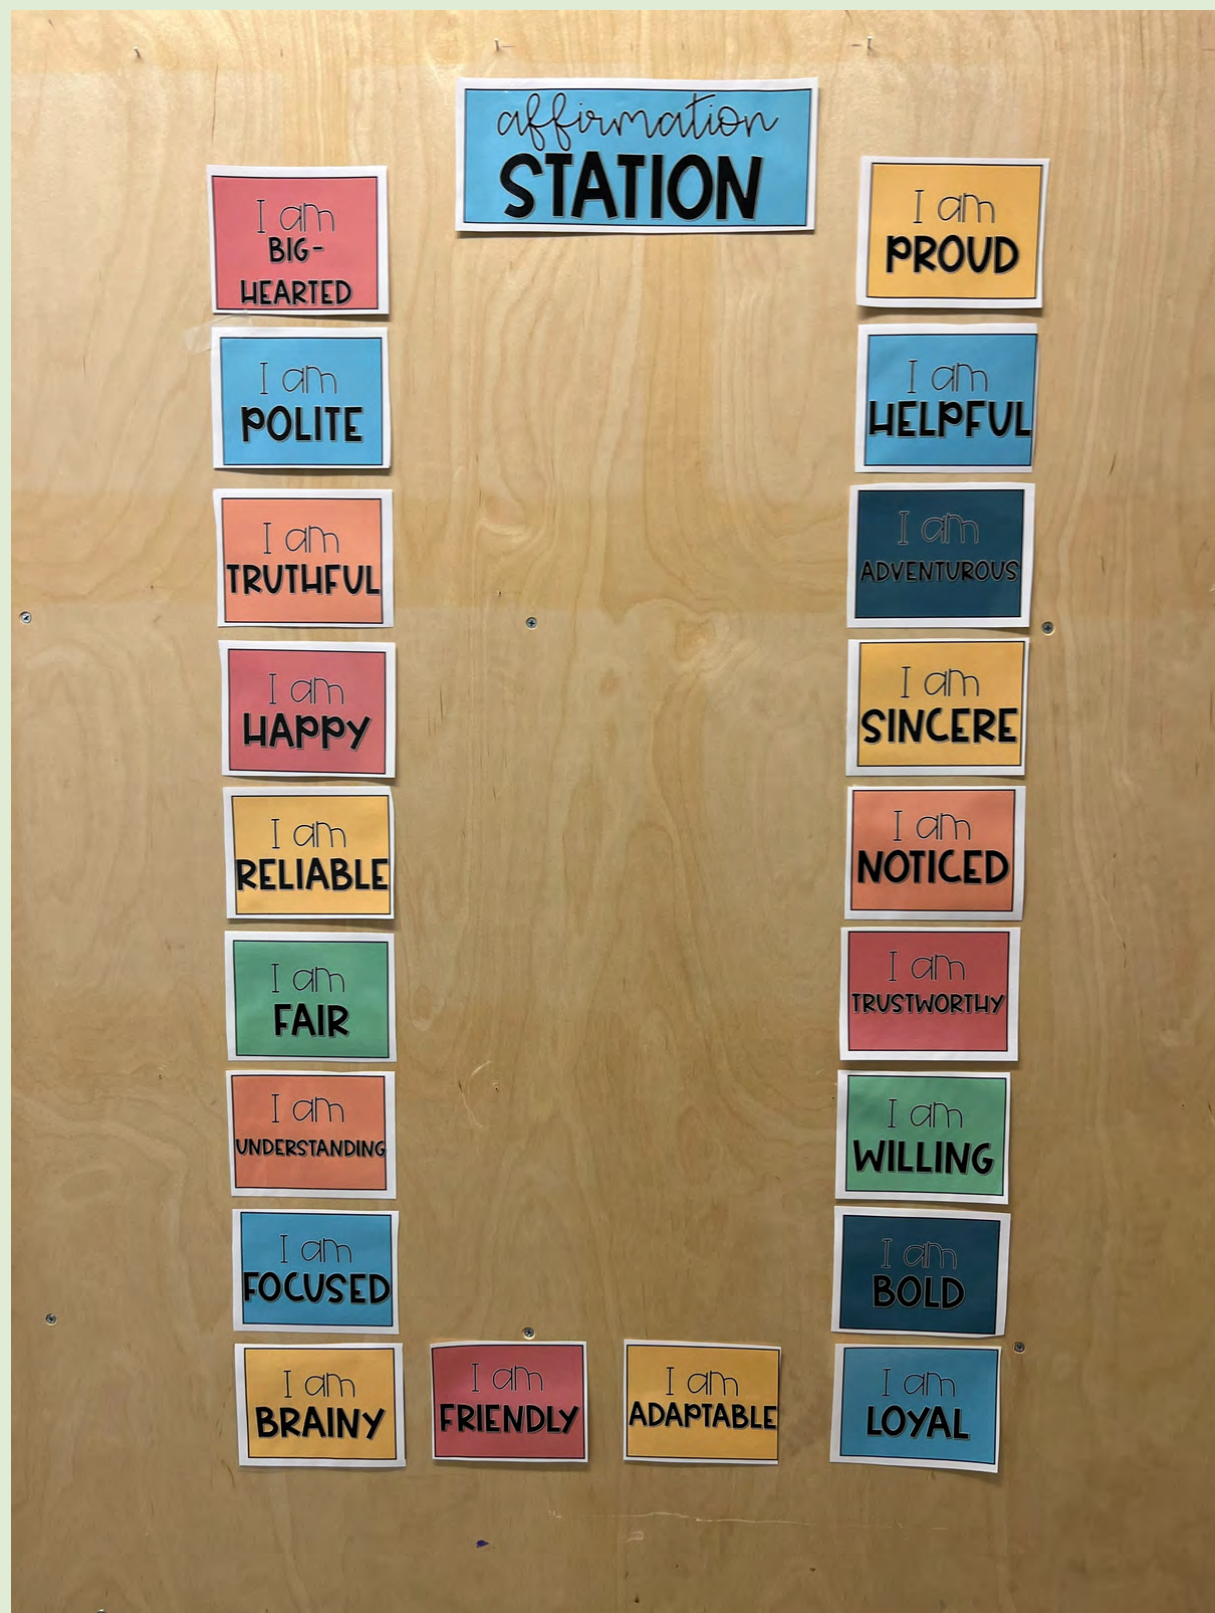 affirmation
STATION
I am
BIG-
HEARTED
I am
POLITE
I am
TRUTHFUL
I am
HAPPY
I am
RELIABLE
I am
FAIR
I am
UNDERSTANDING
I am
FOCUSED
I am
BRAINY
I am
FRIENDLY
I am
ADAPTABLE
I am
PROUD
I am
HELPFUL
I am
ADVENTUROUS
I am
SINCERE
I am
NOTICED
I am
TRUSTWORTHY
I am
WILLING
I am
BOLD
I am
LOYAL